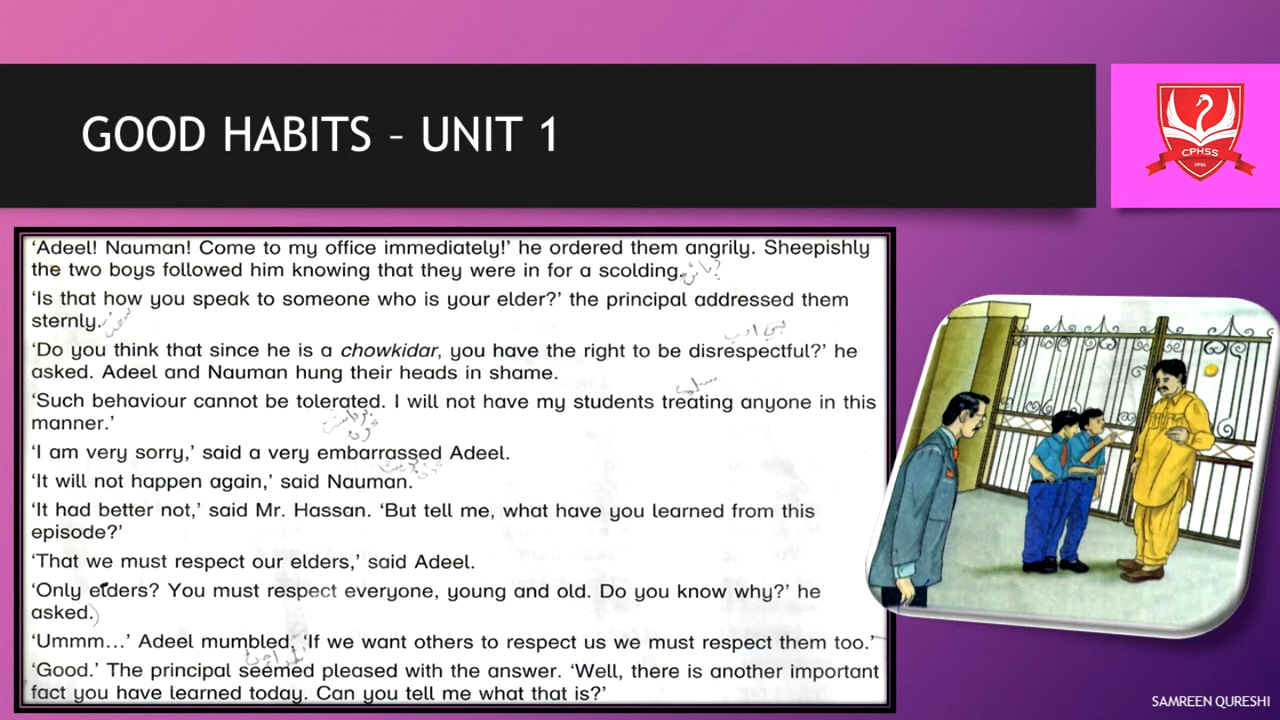 GOOD HABITS – UNIT 1
CPHSS
1996
‘Adeel! Nauman! Come to my office immediately!’ he ordered them angrily. Sheepishly
the two boys followed him knowing that they were in for a scolding.
‘Is that how you speak to someone who is your elder?’ the principal addressed them
sternly.
‘Do you think that since he is a chowkidar, you have the right to be disrespectful?’ he
asked. Adeel and Nauman hung their heads in shame.
‘Such behaviour cannot be tolerated. I will not have my students treating anyone in this
manner.’
‘I am very sorry,’ said a very embarrassed Adeel.
‘It will not happen again,’ said Nauman.
‘It had better not,’ said Mr. Hassan. ‘But tell me, what have you learned from this
episode?’
‘That we must respect our elders,’ said Adeel.
‘Only elders? You must respect everyone, young and old. Do you know why?’ he
asked.
‘Ummm...’ Adeel mumbled. ‘If we want others to respect us we must respect them too.’
‘Good.’ The principal seemed pleased with the answer. ‘Well, there is another important
fact you have learned today. Can you tell me what that is?’
SAMREEN QURESHI